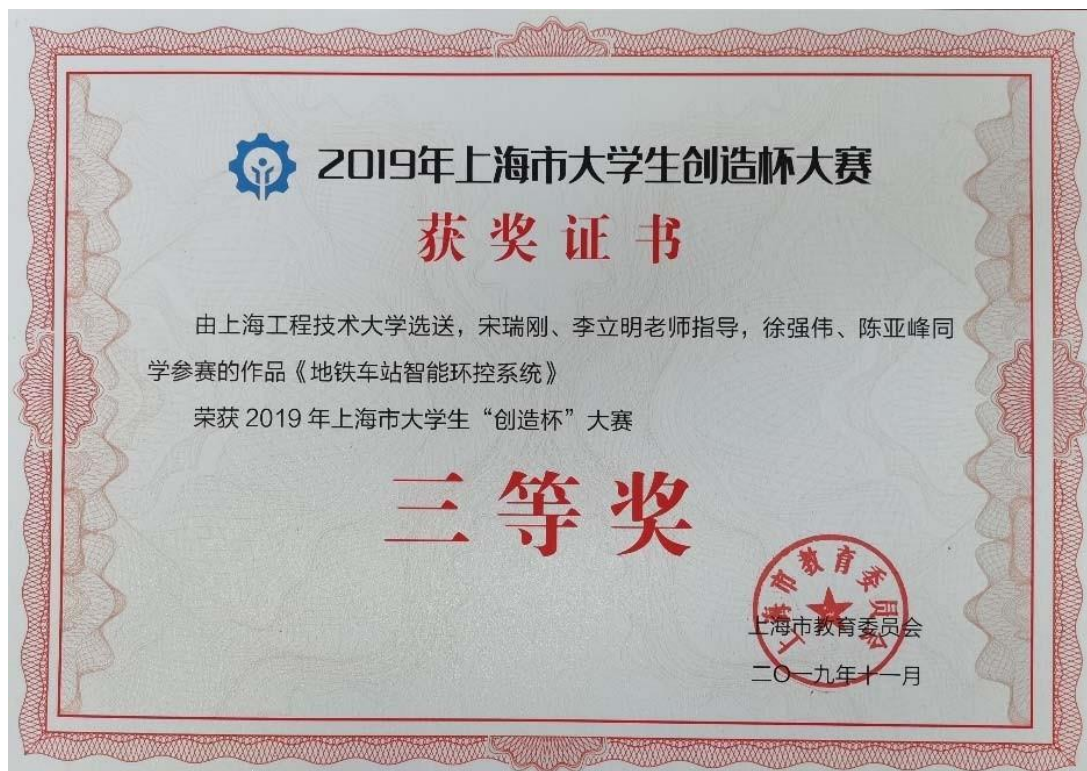 2019年上海市大学生创造杯大赛
获奖证书
由上海工程技术大学选送，宋瑞刚、李立明老师指导，徐强伟、陈亚峰同
学参赛的作品《地铁车站智能环控系统》
荣获 2019 年上海市大学生“创造杯”大赛
三等奖
上海市教育委员会
上海市教育委员会
二〇一九年十一月